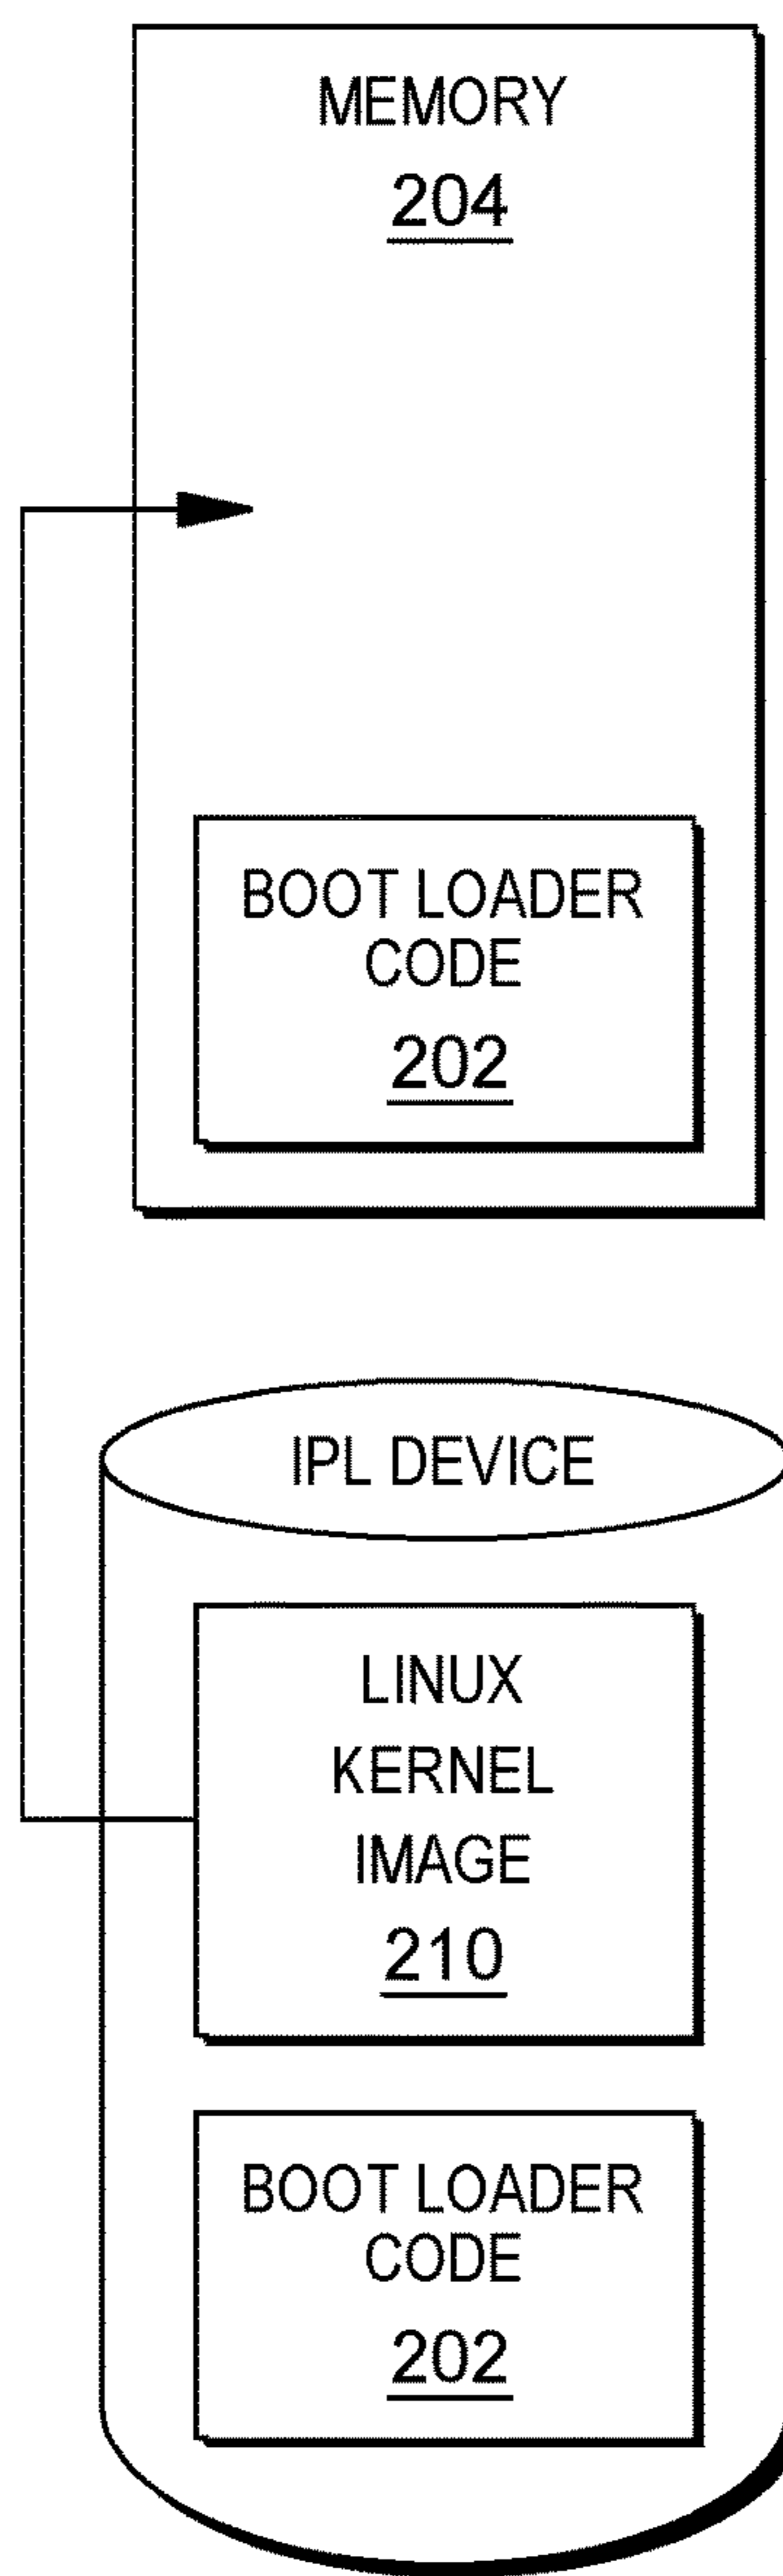 MEMORY
204
BOOT LOADER
CODE
202
IPL DEVICE
LINUX
KERNEL
IMAGE
210
BOOT LOADER
CODE
202